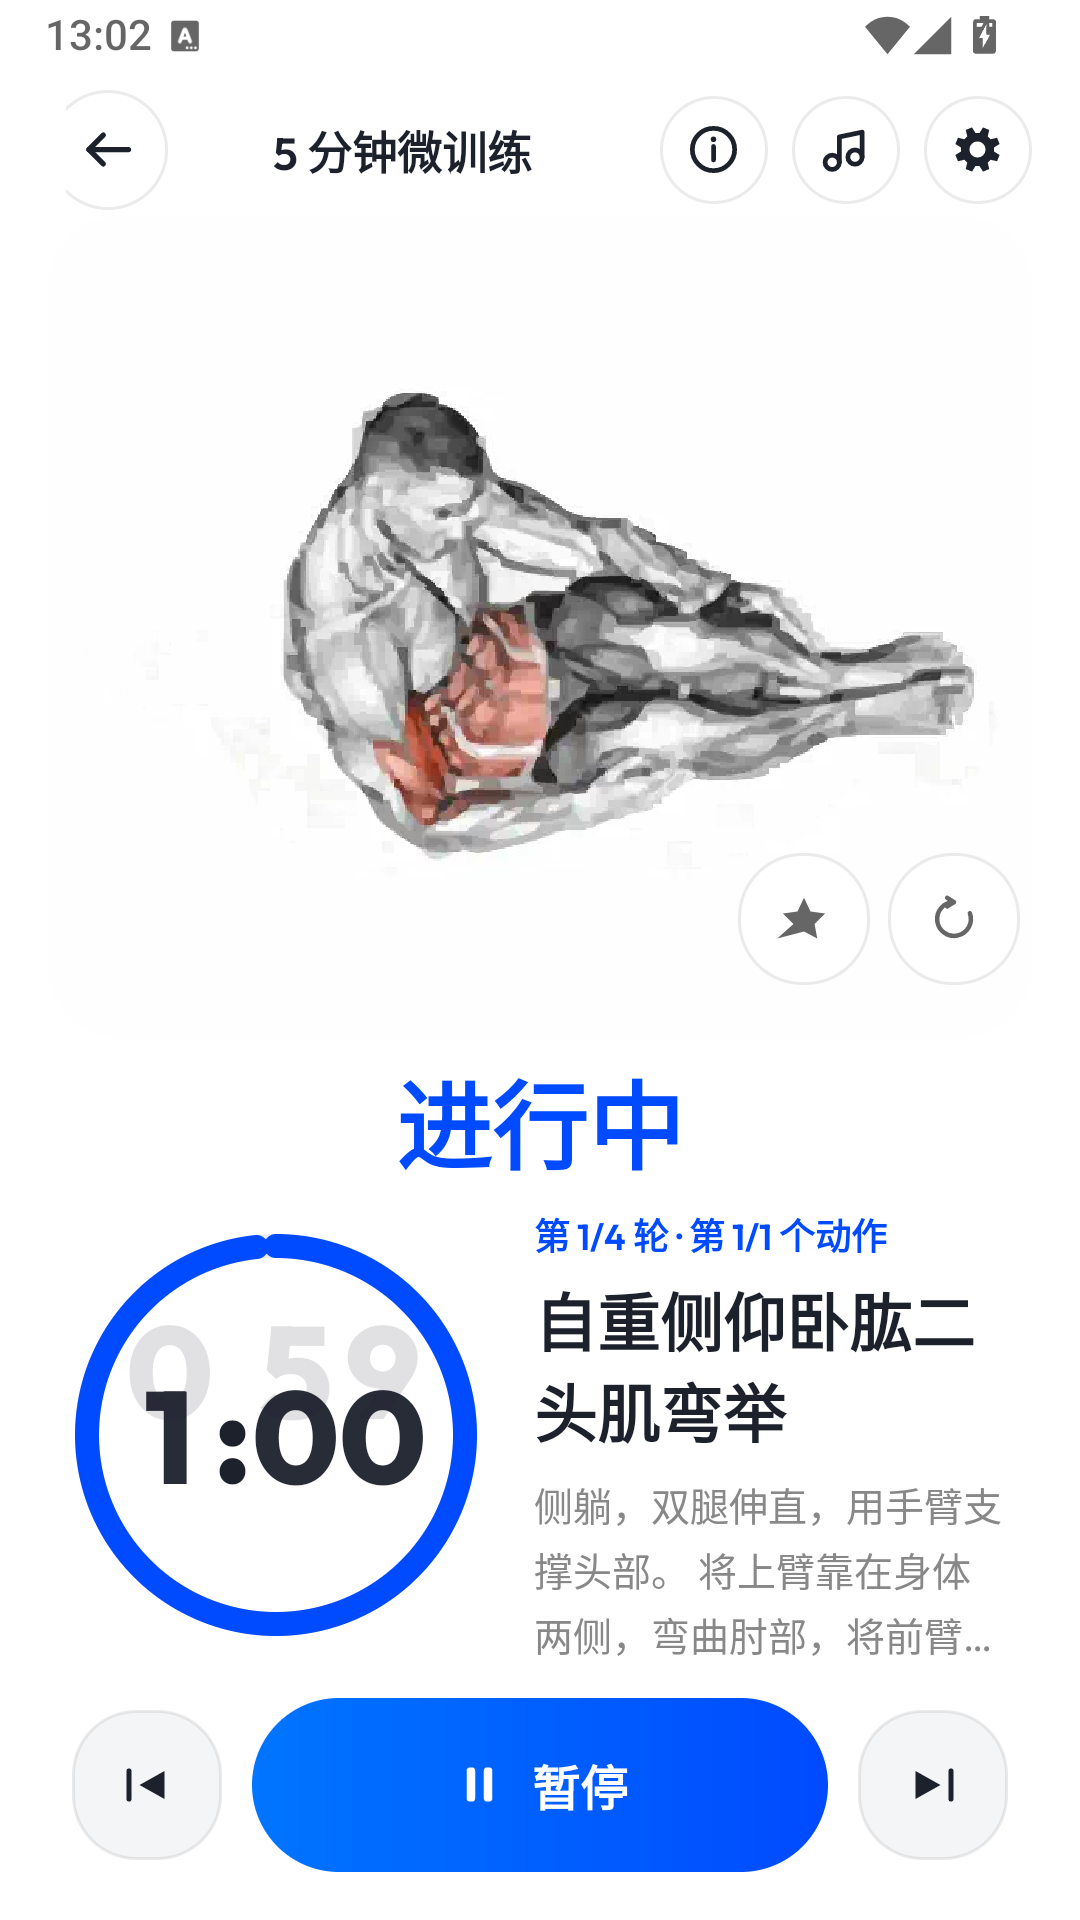 13:02
5 分钟微训练
进行中
第 1/4 轮·第 1/1 个动作
自重侧仰卧肱二
头肌弯举
0 59
1:00
侧躺，双腿伸直，用手臂支
撑头部。 将上臂靠在身体
两侧，弯曲肘部，将前臂...
暂停